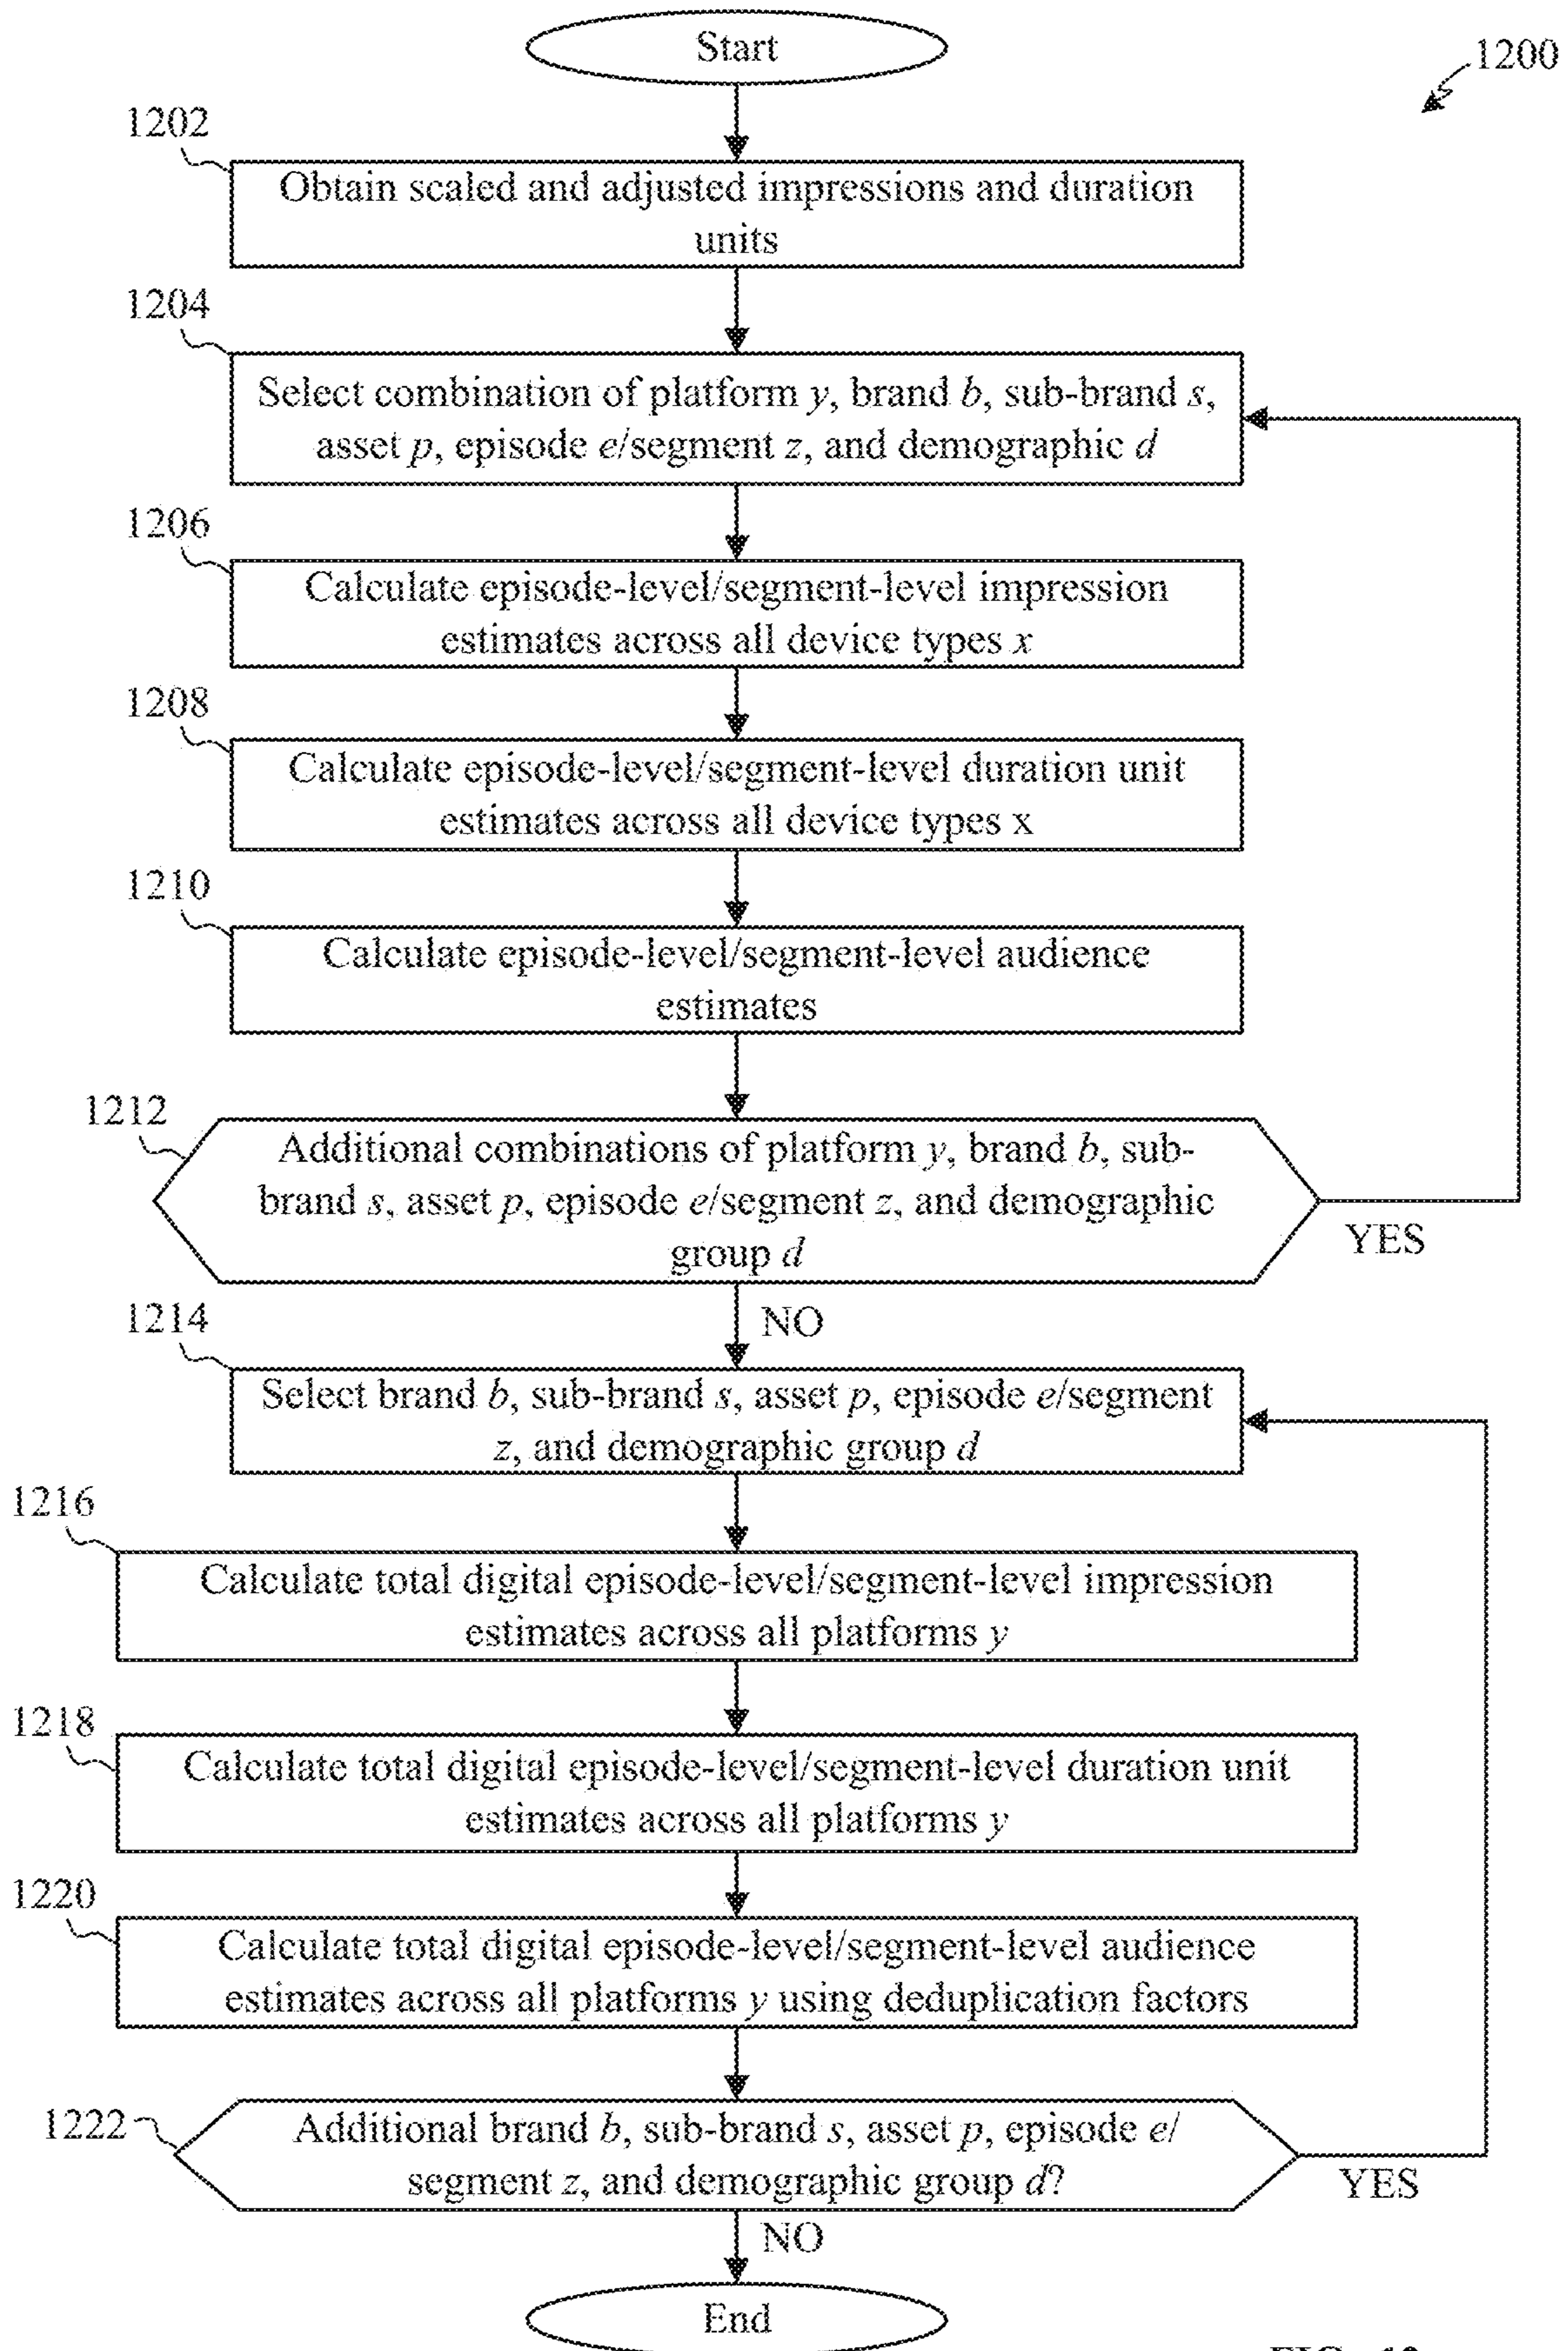 Start
1200
1202
Obtain scaled and adjusted impressions and duration
units
1204
Select combination of platform y, brand b, sub-brand s,
asset p, episode e/segment z, and demographic d
1206
Calculate episode-level/segment-level impression
estimates across all device types x
1208
Calculate episode-level/segment-level duration unit
estimates across all device types x
1210
Calculate episode-level/segment-level audience
estimates
1212
Additional combinations of platform y, brand b, sub-
brand s, asset p, episode e/segment z, and demographic
group d
YES
NO
1214
Select brand b, sub-brand s, asset p, episode e/segment
z, and demographic group d
1216
Calculate total digital episode-level/segment-level impression
estimates across all platforms y
1218
Calculate total digital episode-level/segment-level duration unit
estimates across all platforms y
1220
Calculate total digital episode-level/segment-level audience
estimates across all platforms y using deduplication factors
1222
Additional brand b, sub-brand s, asset p, episode e/
segment z, and demographic group d?
YES
NO
End